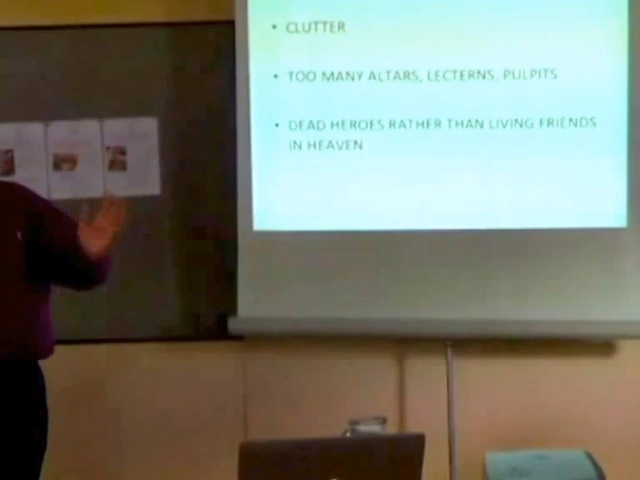 • CLUTTER
• TOO MANY ALTARS, LECTERNS, PULPITS
• DEAD HEROES RATHER THAN LIVING FRIENDS
IN HEAVEN